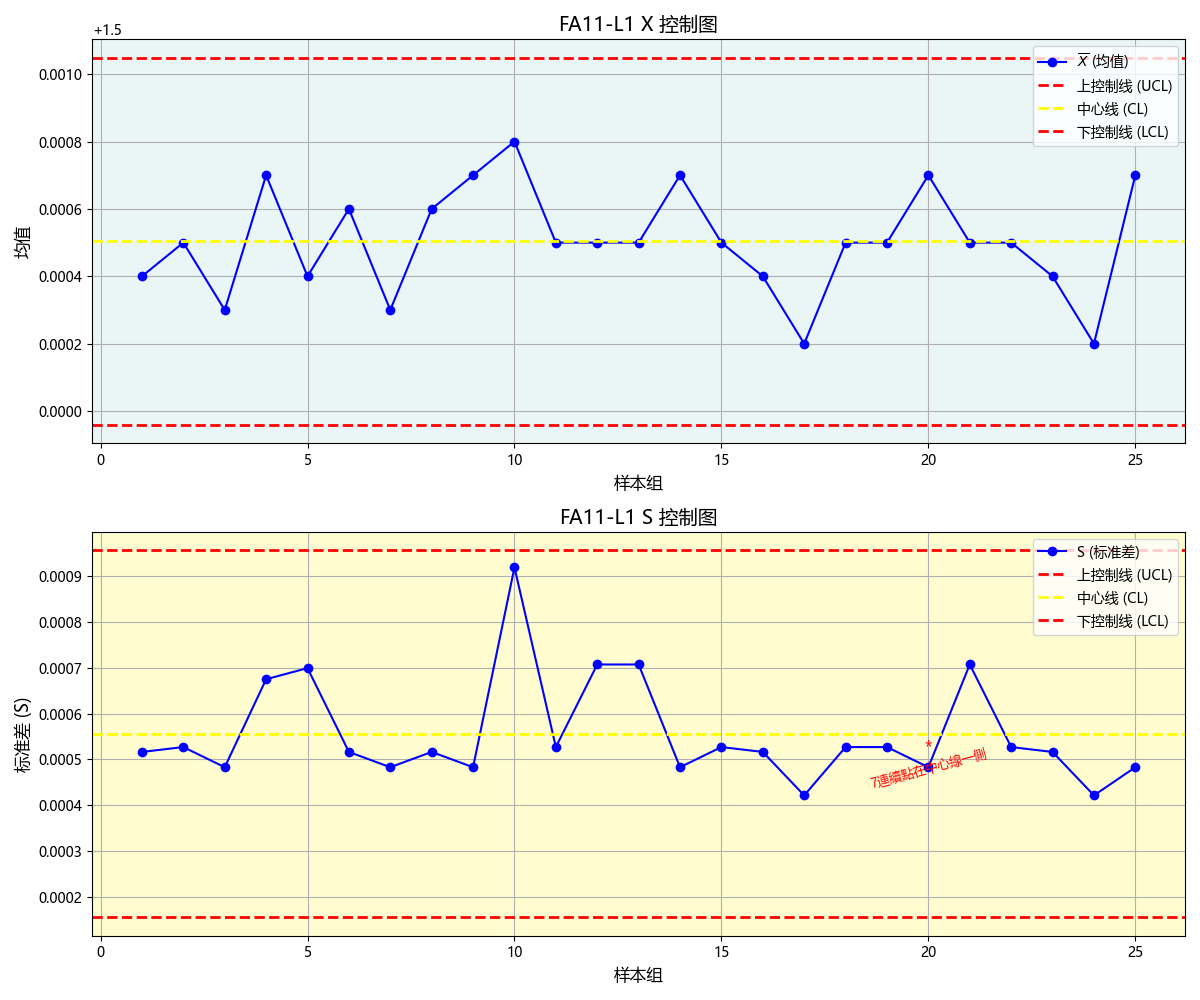 FA11-L1 X 控制图
+1.5
0.0010
0.0008
0.0006
0.0004
0.0002
0.0000
均值
X (均值)
上控制线 (UCL)
中心线 (CL)
下控制线 (LCL)
0 5 10 15 20 25
样本组
FA11-L1 S 控制图
0.0009
0.0008
0.0007
0.0006
0.0005
0.0004
0.0003
0.0002
标准差 (S)
S (标准差)
上控制线 (UCL)
中心线 (CL)
下控制线 (LCL)
*
7連續點在中心線一側
0 5 10 15 20 25
样本组